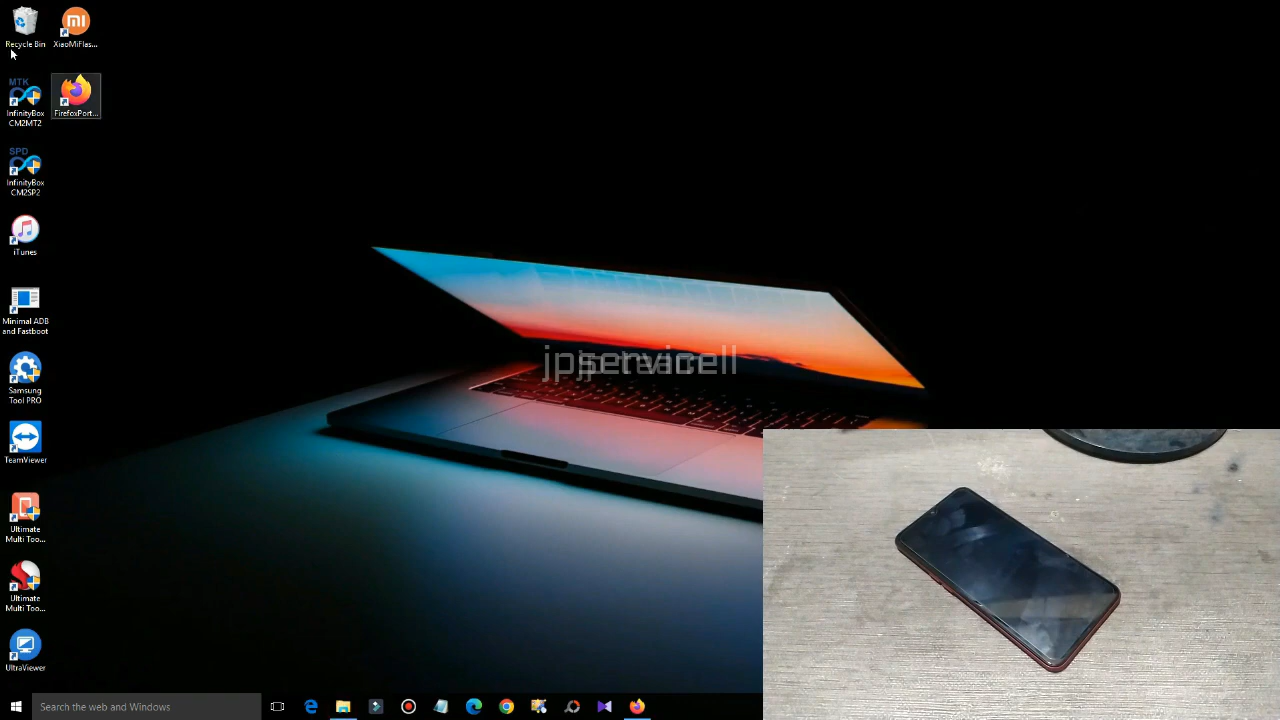 Recycle Bin
XiaoMiFlas...
MTK
InfinityBox
CM2MT2
FirefoxPort...
SPD
InfinityBox
CM2SP2
iTunes
Minimal ADB
and Fastboot
Samsung
Tool PRO
TeamViewer
Ultimate
Multi Too...
Ultimate
Multi Too...
UltraViewer
Search the web and Windows